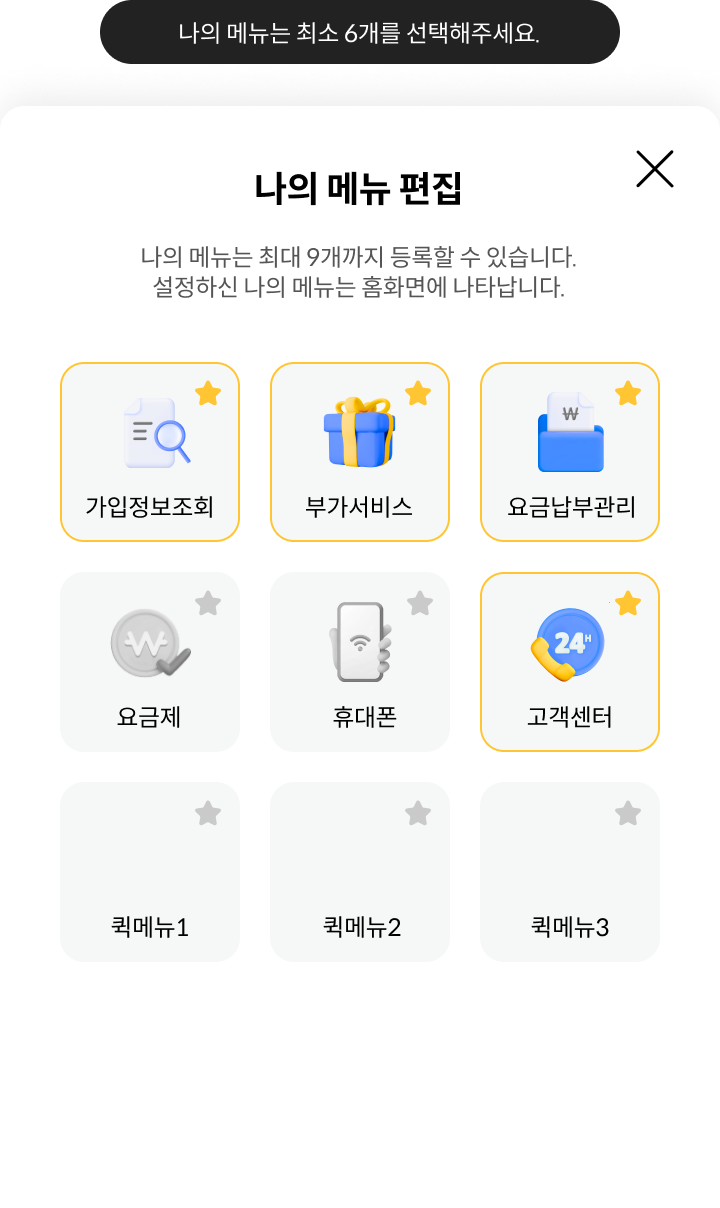 나의 메뉴는 최소 6개를 선택해주세요.
나의 메뉴 편집
나의 메뉴는 최대 9개까지 등록할 수 있습니다.
설정하신 나의 메뉴는 홈화면에 나타납니다.
₩
가입정보조회
부가서비스
요금납부관리
₩
24H
요금제
휴대폰
고객센터
퀵메뉴1
퀵메뉴2
퀵메뉴3